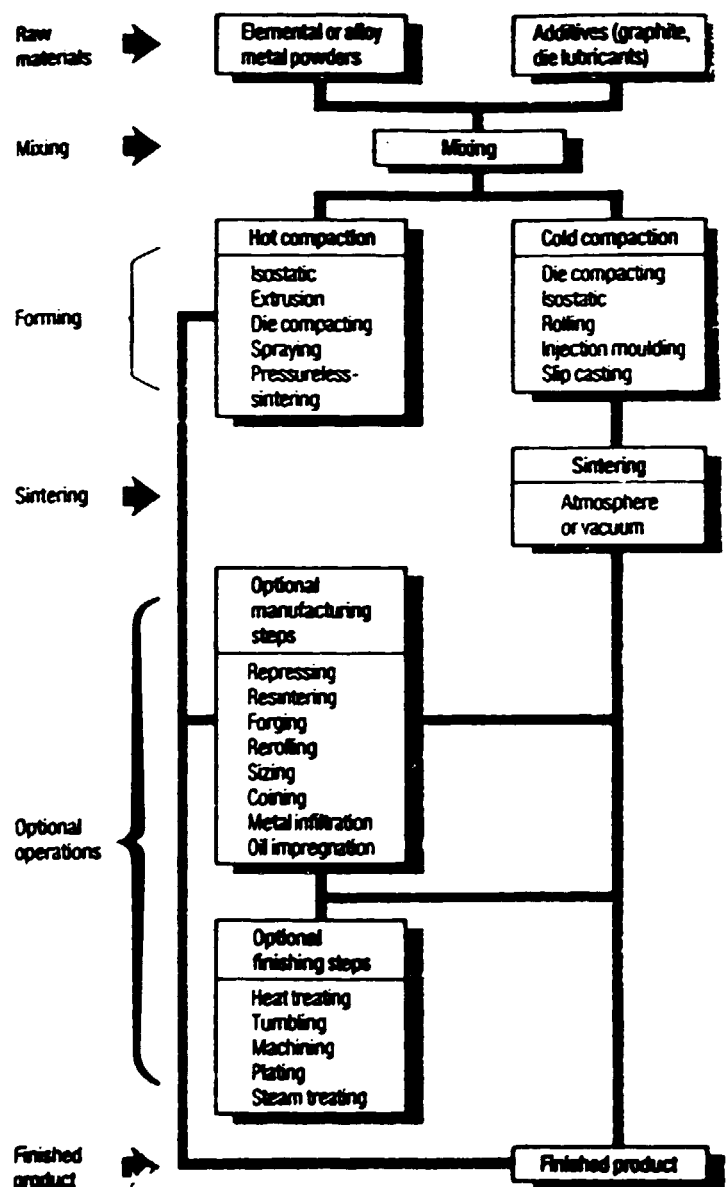 Raw
materials
Elemental or alloy
metal powders
Additives (graphite,
die lubricants)
Mixing
Mixing
Forming
Hot compaction
Isostatic
Extrusion
Die compacting
Spraying
Pressureless-
sintering
Cold compaction
Die compacting
Isostatic
Rolling
Injection moulding
Slip casting
Sintering
Sintering
Atmosphere
or vacuum
Optional
operations
Optional
manufacturing
steps
Repressing
Resintering
Forging
Rerolling
Sizing
Coining
Metal infiltration
Oil impregnation
Optional
finishing steps
Heat treating
Tumbling
Machining
Plating
Steam treating
Finished
product
Finished product